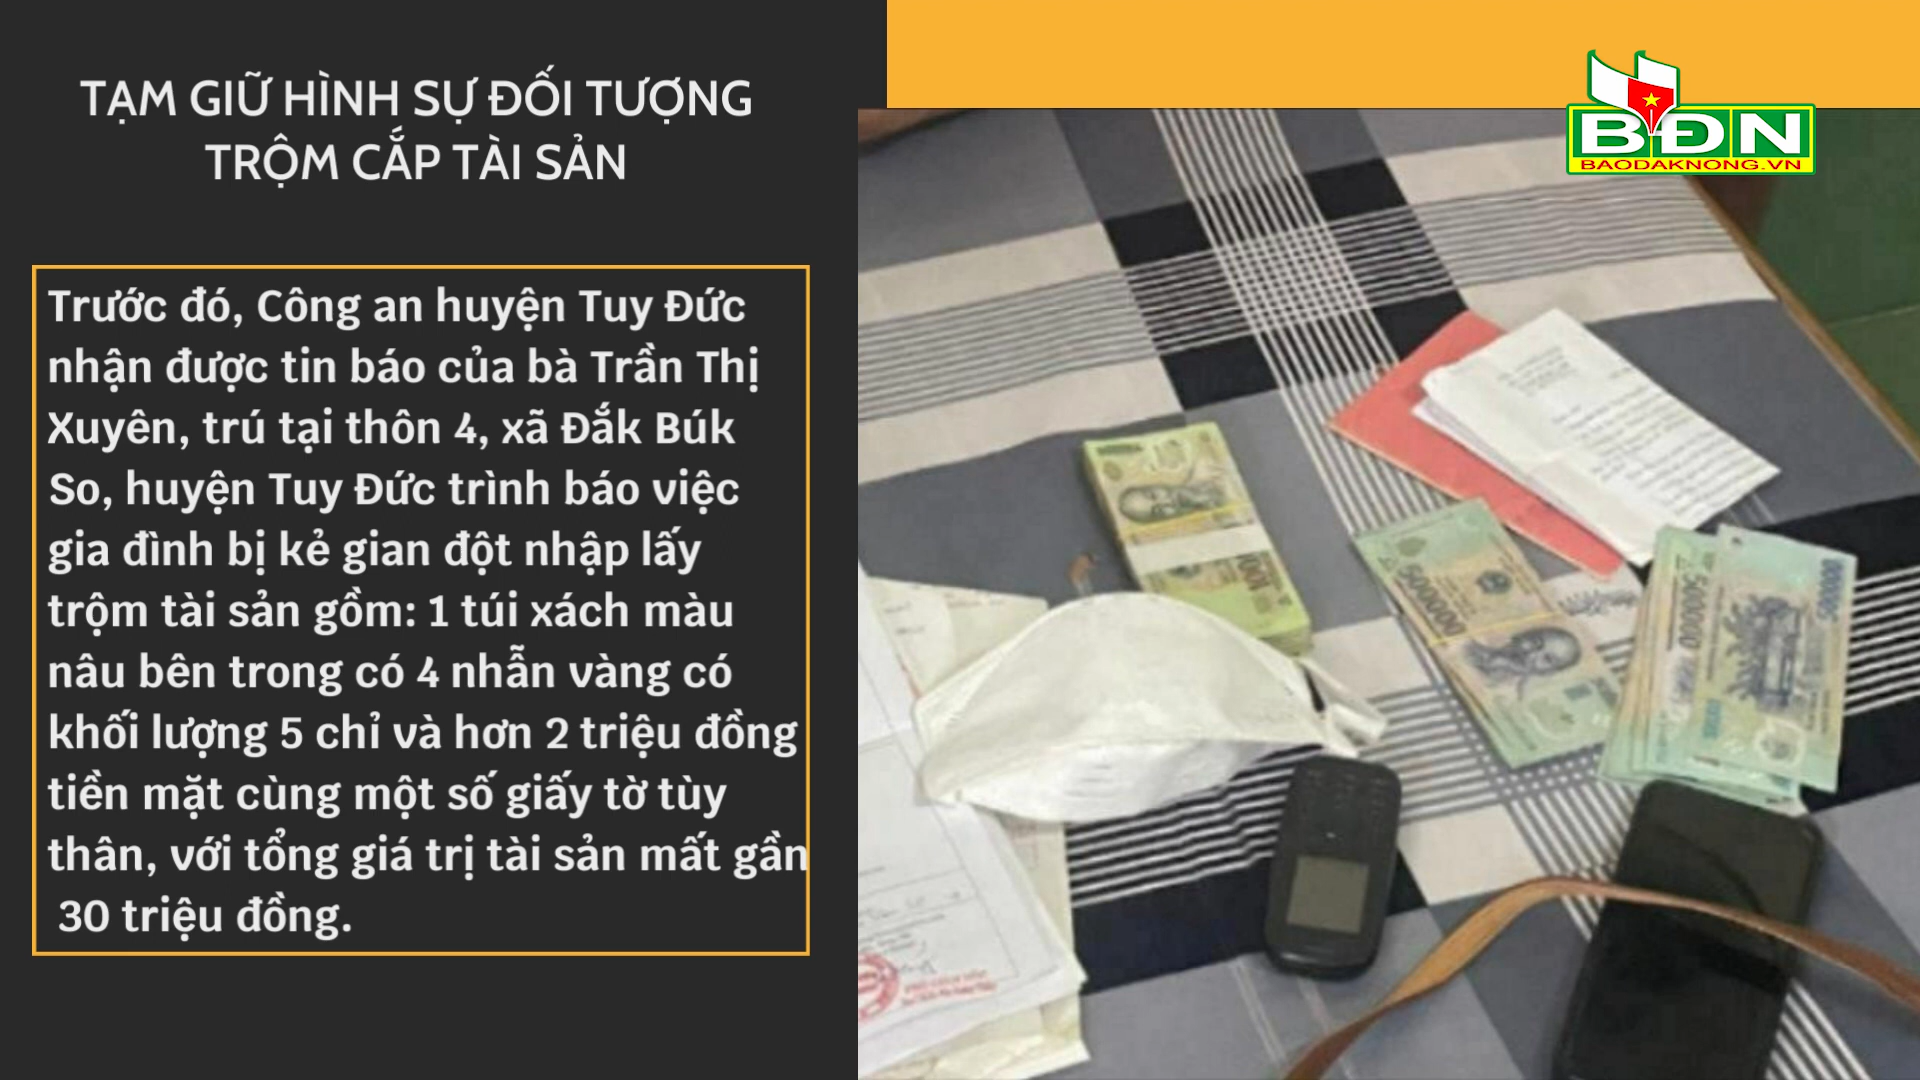 TẠM GIỮ HÌNH SỰ ĐỐI TƯỢNG
TRỘM CẮP TÀI SẢN
Trước đó, Công an huyện Tuy Đức
nhận được tin báo của bà Trần Thị
Xuyên, trú tại thôn 4, xã Đắk Búk
So, huyện Tuy Đức trình báo việc
gia đình bị kẻ gian đột nhập lấy
trộm tài sản gồm: 1 túi xách màu
nâu bên trong có 4 nhẫn vàng có
khối lượng 5 chỉ và hơn 2 triệu đồng
tiền mặt cùng một số giấy tờ tùy
thân, với tổng giá trị tài sản mất gần
30 triệu đồng.
BĐN
BAODAKNONG.VN
500000
500000
500000